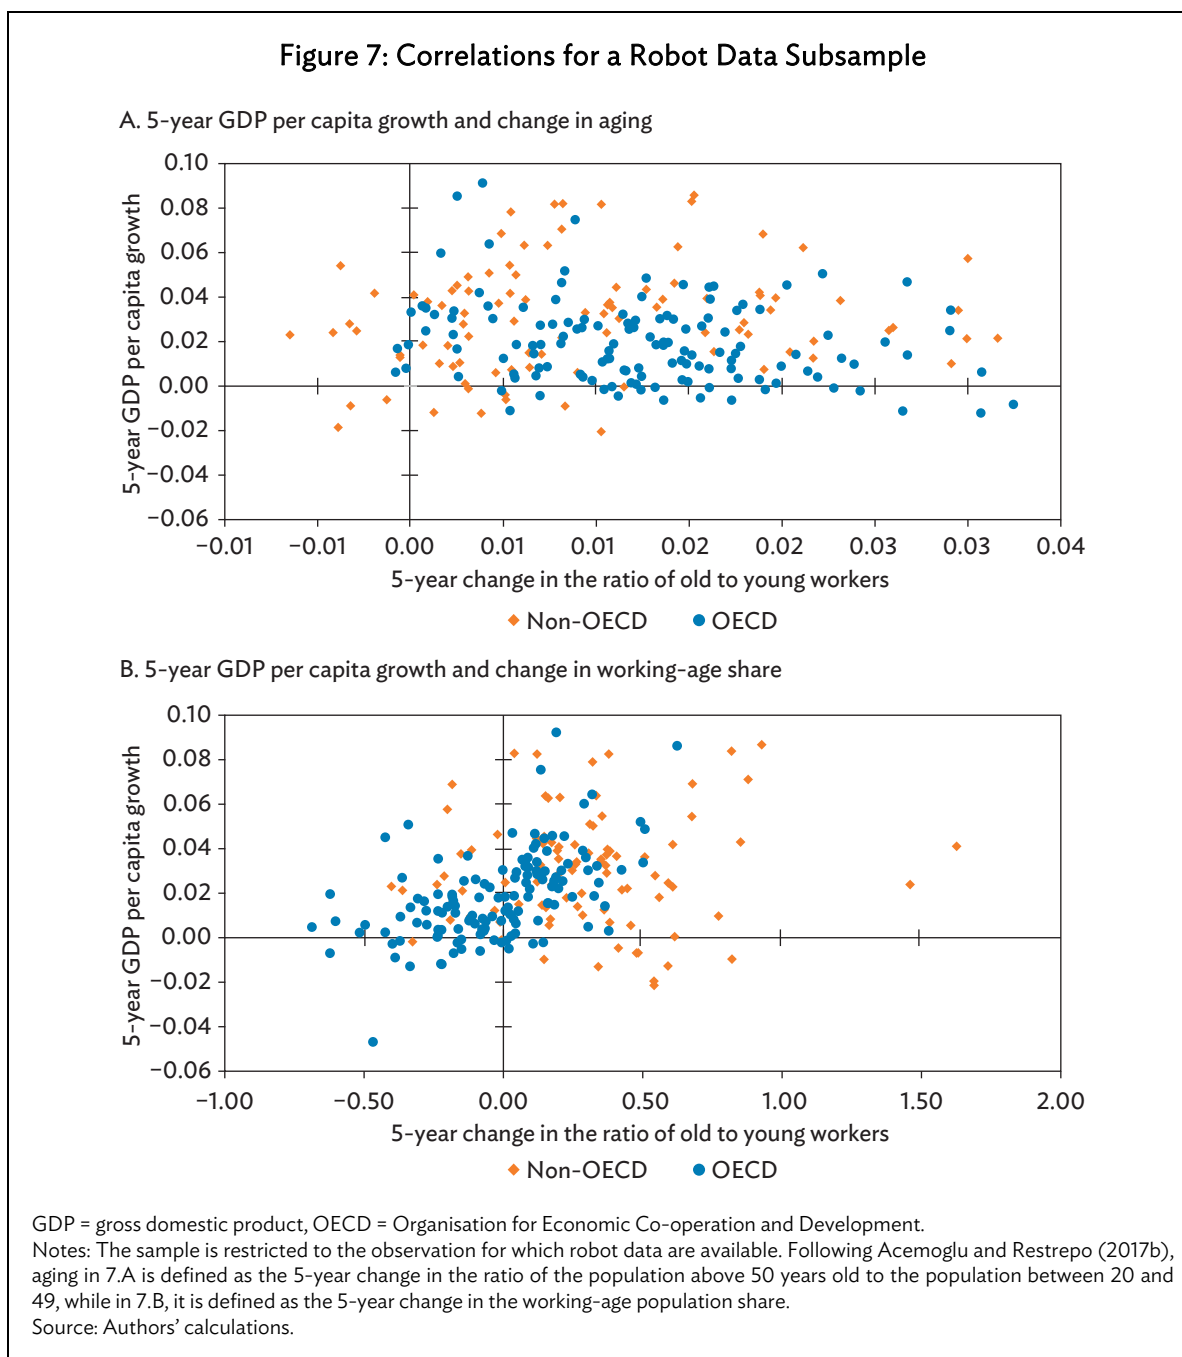 Figure 7: Correlations for a Robot Data Subsample
A. 5-year GDP per capita growth and change in aging
5-year GDP per capita growth
0.10
0.08
0.06
0.04
0.02
0.00
−0.02
−0.04
−0.06
−0.01 −0.01 0.00 0.01 0.01 0.02 0.02 0.03 0.03 0.04
5-year change in the ratio of old to young workers
Non-OECD OECD
B. 5-year GDP per capita growth and change in working-age share
5-year GDP per capita growth
0.10
0.08
0.06
0.04
0.02
0.00
−0.02
−0.04
−0.06
−1.00 −0.50 0.00 0.50 1.00 1.50 2.00
5-year change in the ratio of old to young workers
Non-OECD OECD
GDP = gross domestic product, OECD = Organisation for Economic Co-operation and Development.
Notes: The sample is restricted to the observation for which robot data are available. Following Acemoglu and Restrepo (2017b),
aging in 7.A is defined as the 5-year change in the ratio of the population above 50 years old to the population between 20 and
49, while in 7.B, it is defined as the 5-year change in the working-age population share.
Source: Authors' calculations.